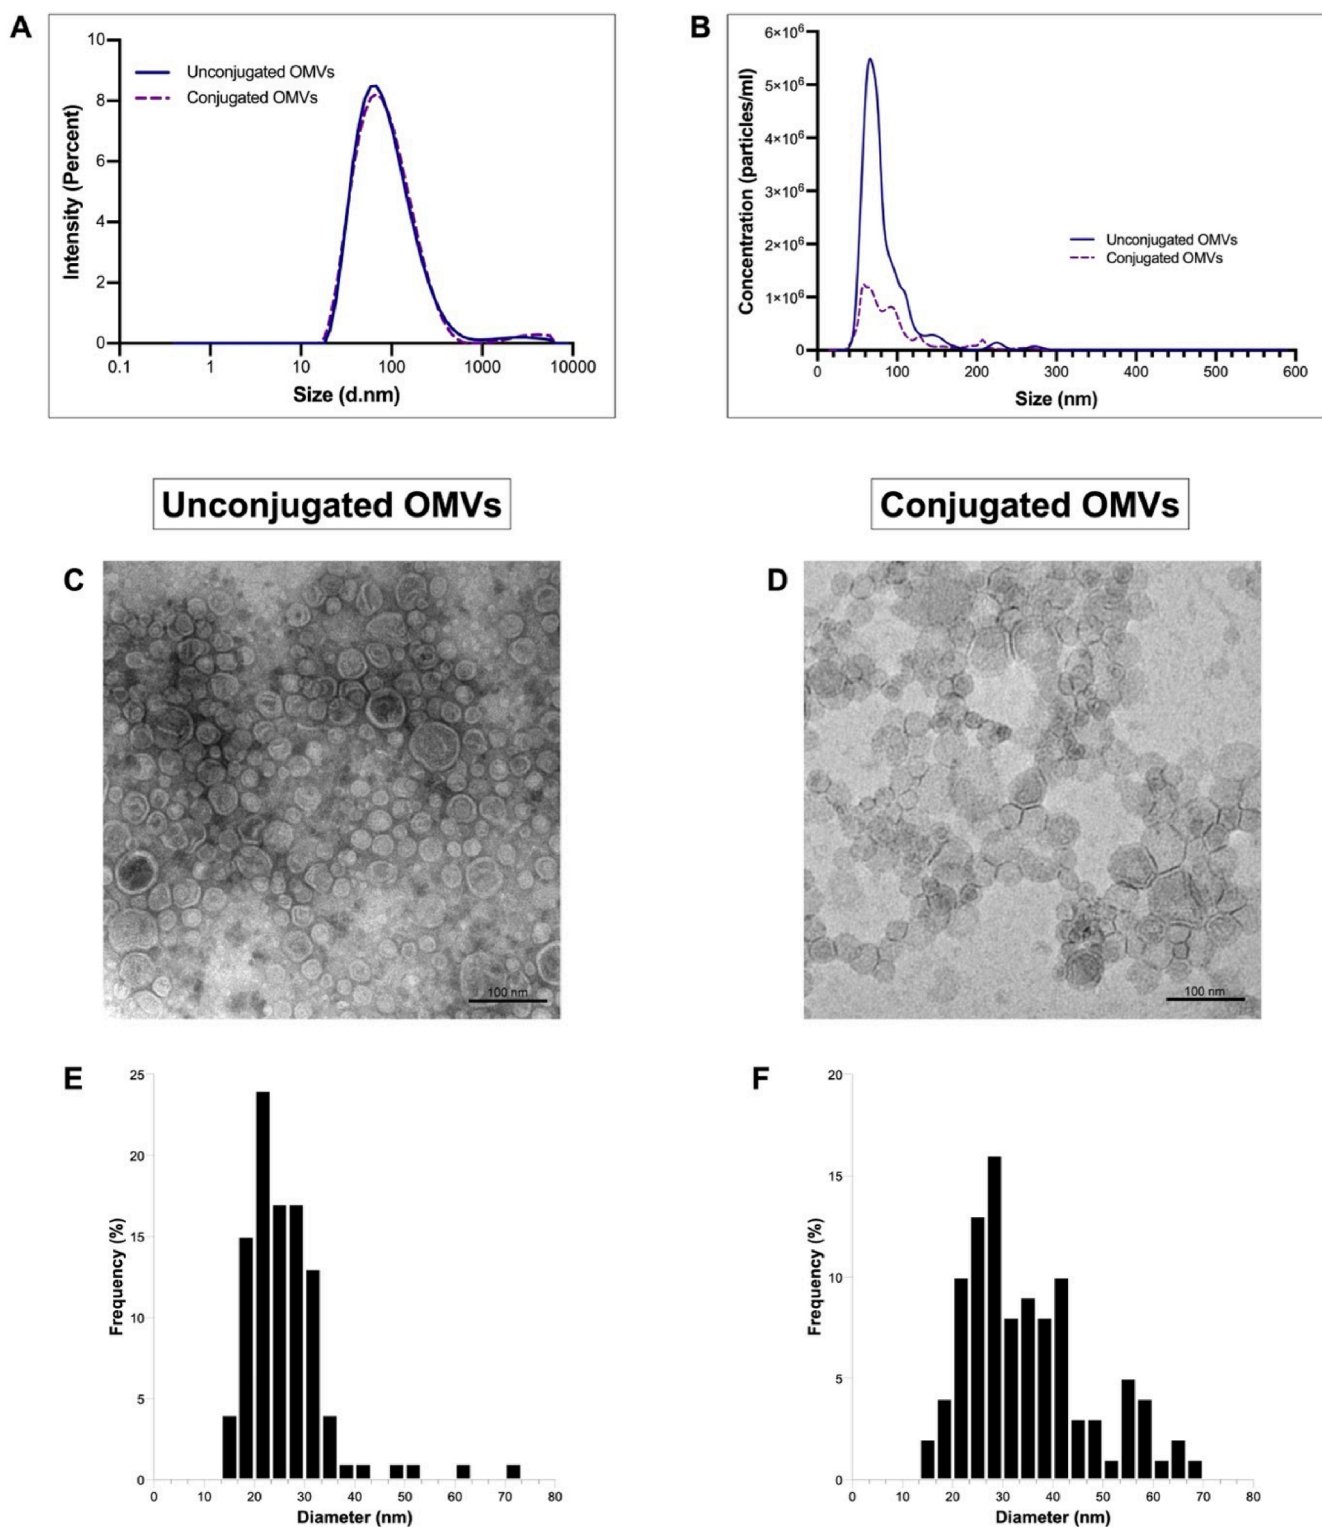 A
10
8
6
4
2
0
Intensity (Percent)
Unconjugated OMVs
Conjugated OMVs
0.1
1
10
100
1000
10000
Size (d.nm)
B
6×10⁶
5×10⁶
4×10⁶
3×10⁶
2×10⁶
1×10⁶
0
Concentration (particles/ml)
Unconjugated OMVs
Conjugated OMVs
0
100
200
300
400
500
600
Size (nm)
Unconjugated OMVs
Conjugated OMVs
C
100 nm
D
100 nm
E
25
20
15
10
5
0
Frequency (%)
0
10
20
30
40
50
60
70
80
Diameter (nm)
F
20
15
10
5
0
Frequency (%)
0
10
20
30
40
50
60
70
80
Diameter (nm)